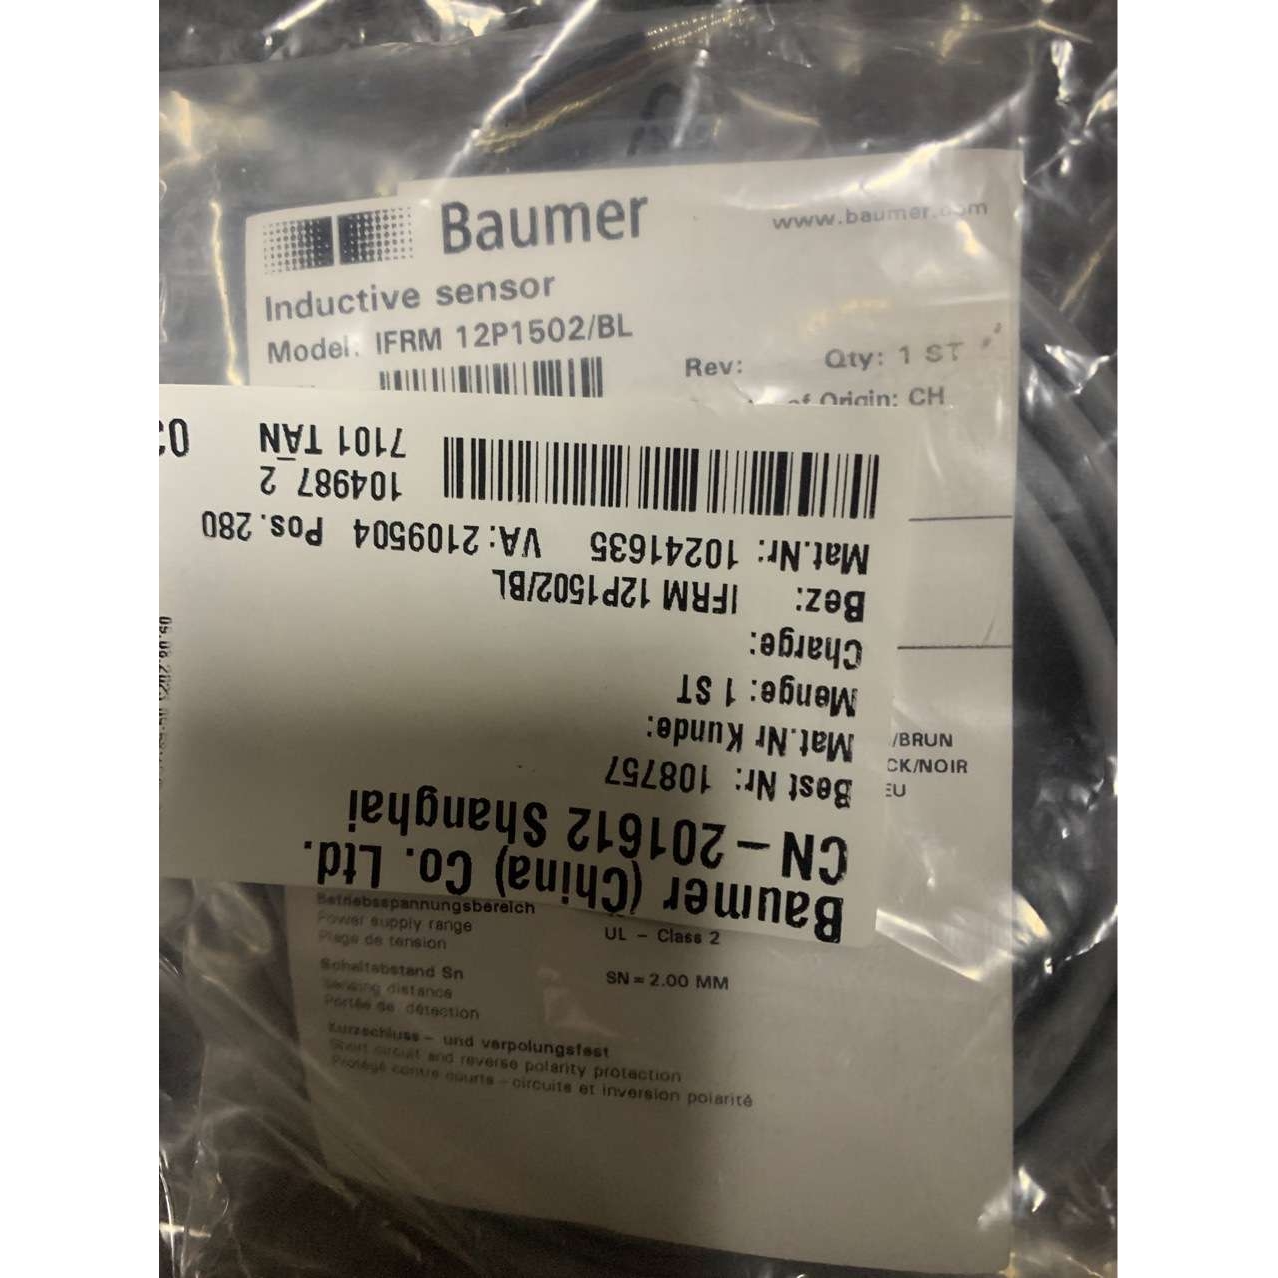 Baumer
www.baumer.com
Inductive sensor
Model: IFRM 12P1502/BL
Rev: Qty: 1 ST
of Origin: CH
Baumer (China) Co. Ltd.
CN – 201612 Shanghai
Best Nr: 108757
Mat.Nr Kunde:
Menge: 1 ST
Charge:
Bez: IFRM 12P1502/BL
Mat.Nr: 10241635 VA: 2109504 Pos. 280
104987 2
7101 TAN
/BRUN
CK/NOIR
EU
Betriebsspannungsbereich
Power supply range
Plage de tension
UL – Class 2
Schaltabstand Sn
Sensing distance
Portée de détection
SN = 2.00 MM
Kurzschluss – und verpolungsfest
Short circuit and reverse polarity protection
Protégé contre courts – circuits et inversion polarité